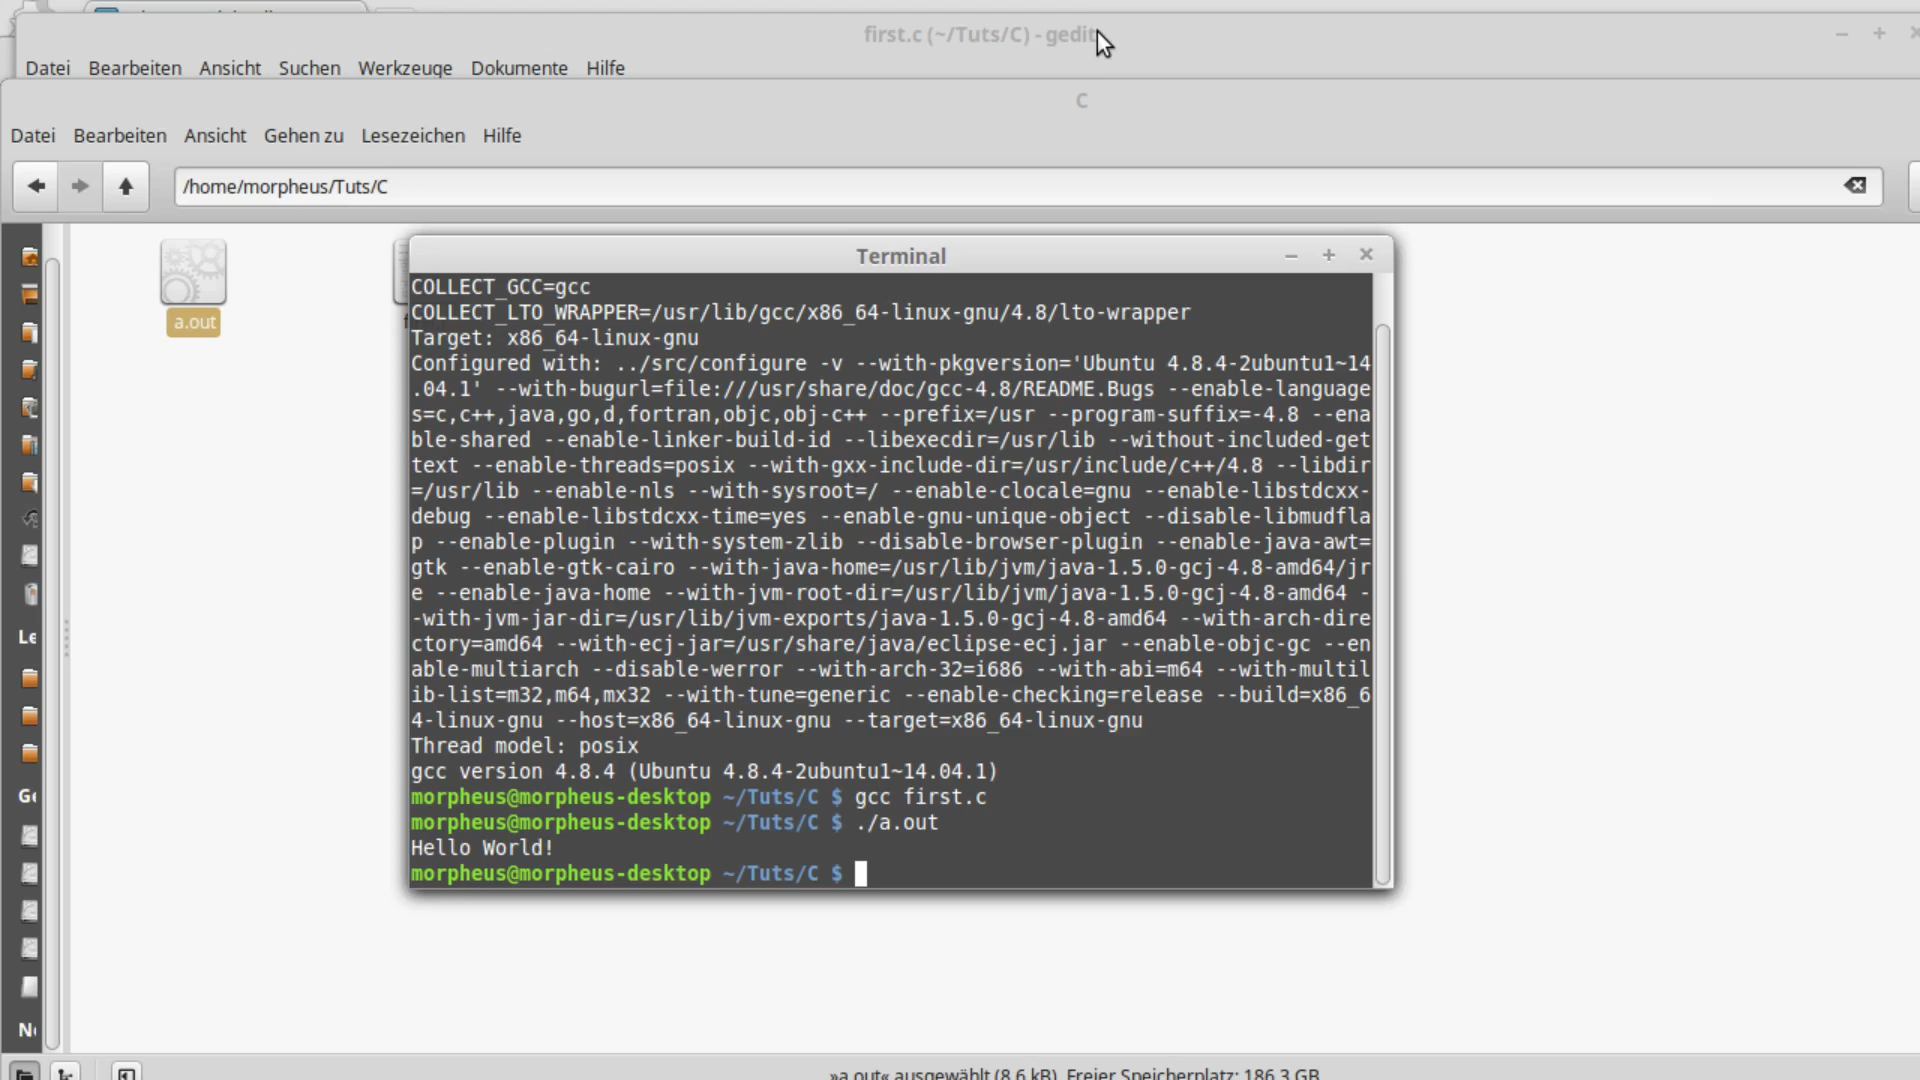 first.c (~/Tuts/C) - gedit
Datei Bearbeiten Ansicht Suchen Werkzeuge Dokumente Hilfe
C
Datei Bearbeiten Ansicht Gehen zu Lesezeichen Hilfe
/home/morpheus/Tuts/C
a.out
Terminal
COLLECT_GCC=gcc
COLLECT_LTO_WRAPPER=/usr/lib/gcc/x86_64-linux-gnu/4.8/lto-wrapper
Target: x86_64-linux-gnu
Configured with: ../src/configure -v --with-pkgversion='Ubuntu 4.8.4-2ubuntu1~14
.04.1' --with-bugurl=file:///usr/share/doc/gcc-4.8/README.Bugs --enable-language
s=c,c++,java,go,d,fortran,objc,obj-c++ --prefix=/usr --program-suffix=-4.8 --ena
ble-shared --enable-linker-build-id --libexecdir=/usr/lib --without-included-get
text --enable-threads=posix --with-gxx-include-dir=/usr/include/c++/4.8 --libdir
=/usr/lib --enable-nls --with-sysroot=/ --enable-clocale=gnu --enable-libstdcxx-
debug --enable-libstdcxx-time=yes --enable-gnu-unique-object --disable-libmudfla
p --enable-plugin --with-system-zlib --disable-browser-plugin --enable-java-awt=
gtk --enable-gtk-cairo --with-java-home=/usr/lib/jvm/java-1.5.0-gcj-4.8-amd64/jr
e --enable-java-home --with-jvm-root-dir=/usr/lib/jvm/java-1.5.0-gcj-4.8-amd64 -
-with-jvm-jar-dir=/usr/lib/jvm-exports/java-1.5.0-gcj-4.8-amd64 --with-arch-dire
ctory=amd64 --with-ecj-jar=/usr/share/java/eclipse-ecj.jar --enable-objc-gc --en
able-multiarch --disable-werror --with-arch-32=i686 --with-abi=m64 --with-multil
ib-list=m32,m64,mx32 --with-tune=generic --enable-checking=release --build=x86_6
4-linux-gnu --host=x86_64-linux-gnu --target=x86_64-linux-gnu
Thread model: posix
gcc version 4.8.4 (Ubuntu 4.8.4-2ubuntu1~14.04.1)
morpheus@morpheus-desktop ~/Tuts/C $ gcc first.c
morpheus@morpheus-desktop ~/Tuts/C $ ./a.out
Hello World!
morpheus@morpheus-desktop ~/Tuts/C $
Le
Ge
Ne
»a.out« ausgewählt (8,6 kB), Freier Speicherplatz: 186,3 GB